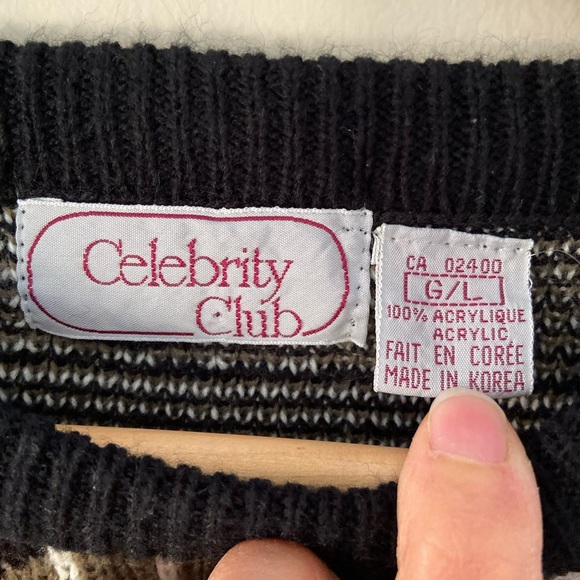 Celebrity
Club
CA 02400
G/L
100% ACRYLIQUE
ACRYLIC
FAIT EN CORÉE
MADE IN KOREA